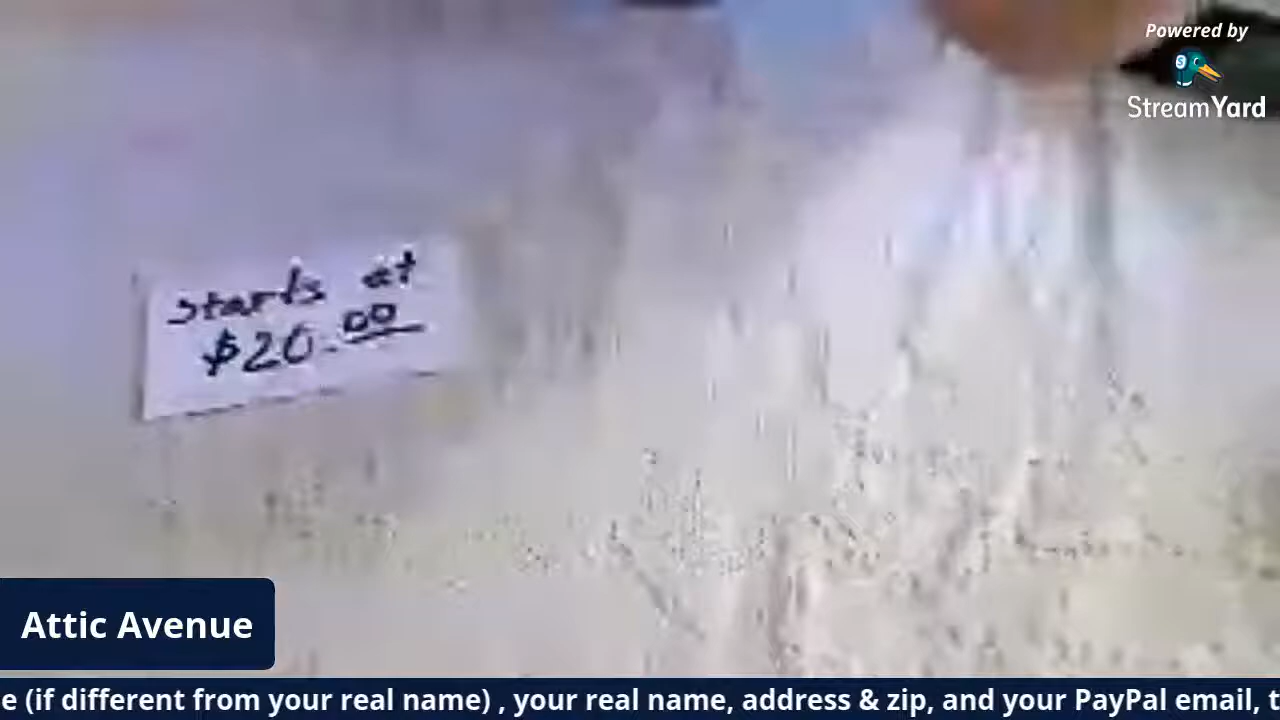 Powered by
StreamYard
starts at
$20.00
Attic Avenue
e (if different from your real name) , your real name, address & zip, and your PayPal email, t